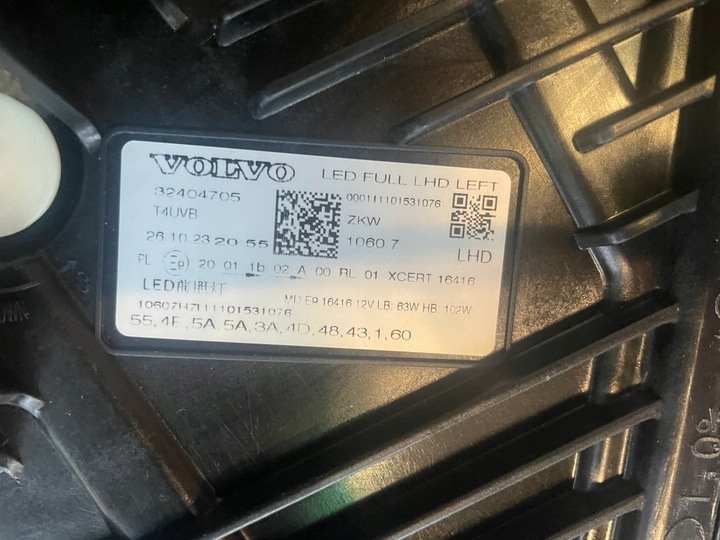 VOLVO LED FULL LHD LEFT
32404705 000111101531076
T4UVB ZKW
26.10.23 20 55 1060.7 LHD
PL E9 20 01 1b 02 A 00 RL 01 XCERT 16416
LED前照灯 MD E9 16416 12V LB: 63W HB: 102W
55,4E,5A,5A,3A,4D,48,43,1,60